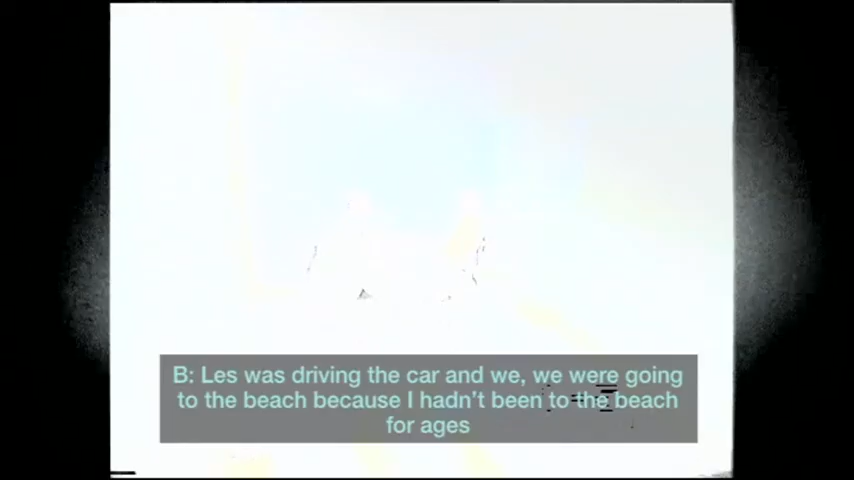 B: Les was driving the car and we, we were going
to the beach because I hadn't been to the beach
for ages